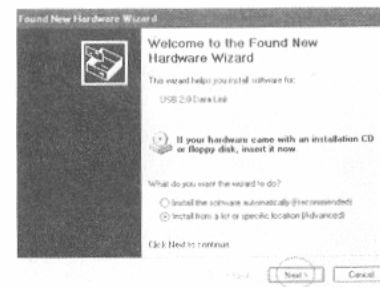 Found New Hardware Wizard
Welcome to the Found New
Hardware Wizard
This wizard helps you install software for:
USB 2.0 Data Link
If your hardware came with an installation CD
or floppy disk, insert it now.
What do you want the wizard to do?
Install the software automatically (Recommended)
Install from a list or specific location (Advanced)
Click Next to continue.
Next >
Cancel